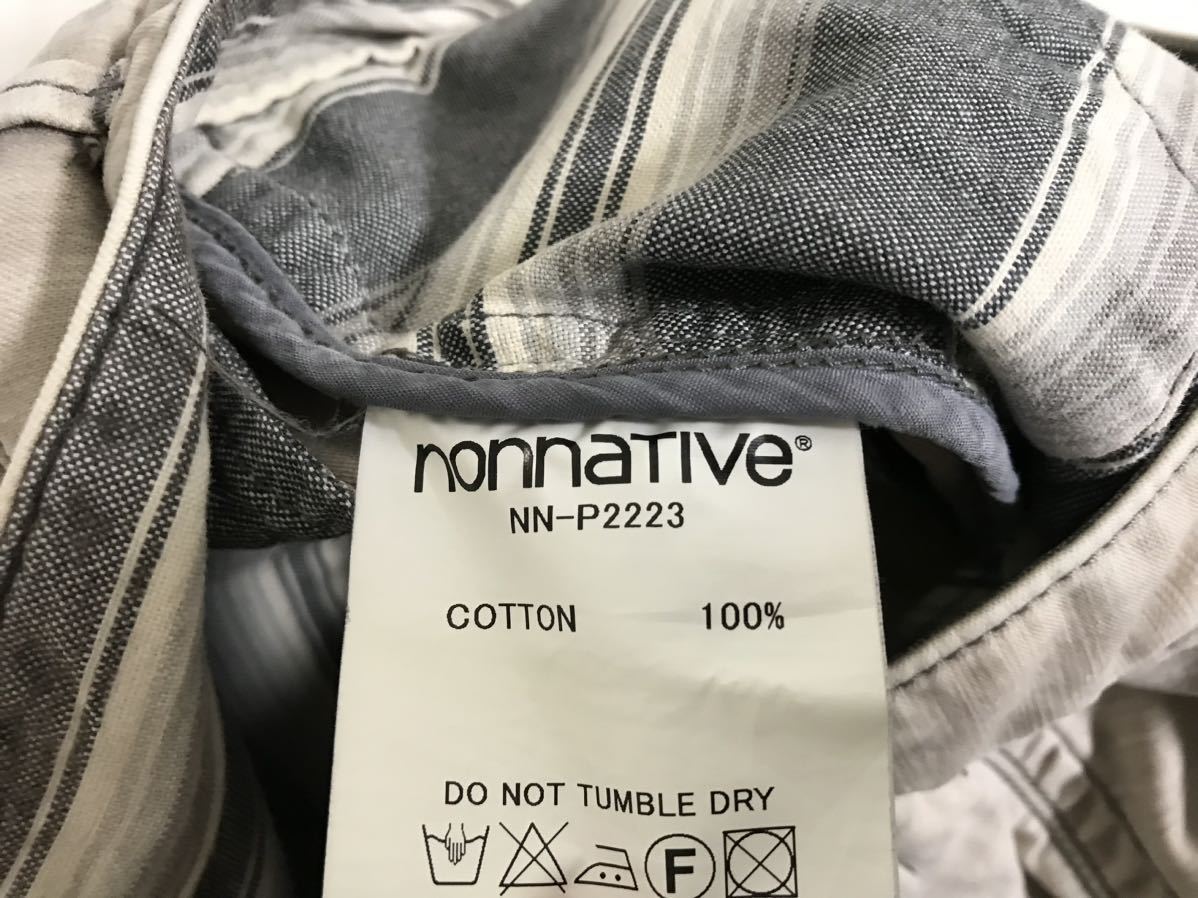 nonnative®
NN-P2223
COTTON 100%
DO NOT TUMBLE DRY
F